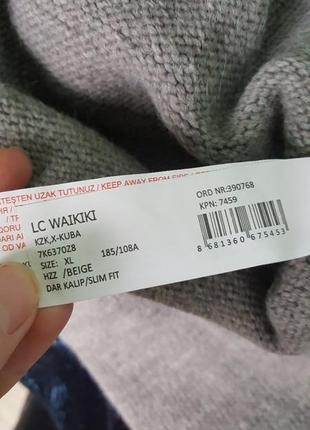 ATEŞTEN UZAK TUTUNUZ / KEEP AWAY FROM FIRE
LC WAIKIKI
KZK,X-KUBA
7K6370Z8
SIZE: XL 185/108A
HZZ /BEIGE
DAR KALIP/SLIM FIT
ORD NR:390768
KPN: 7459
8 681360 675453